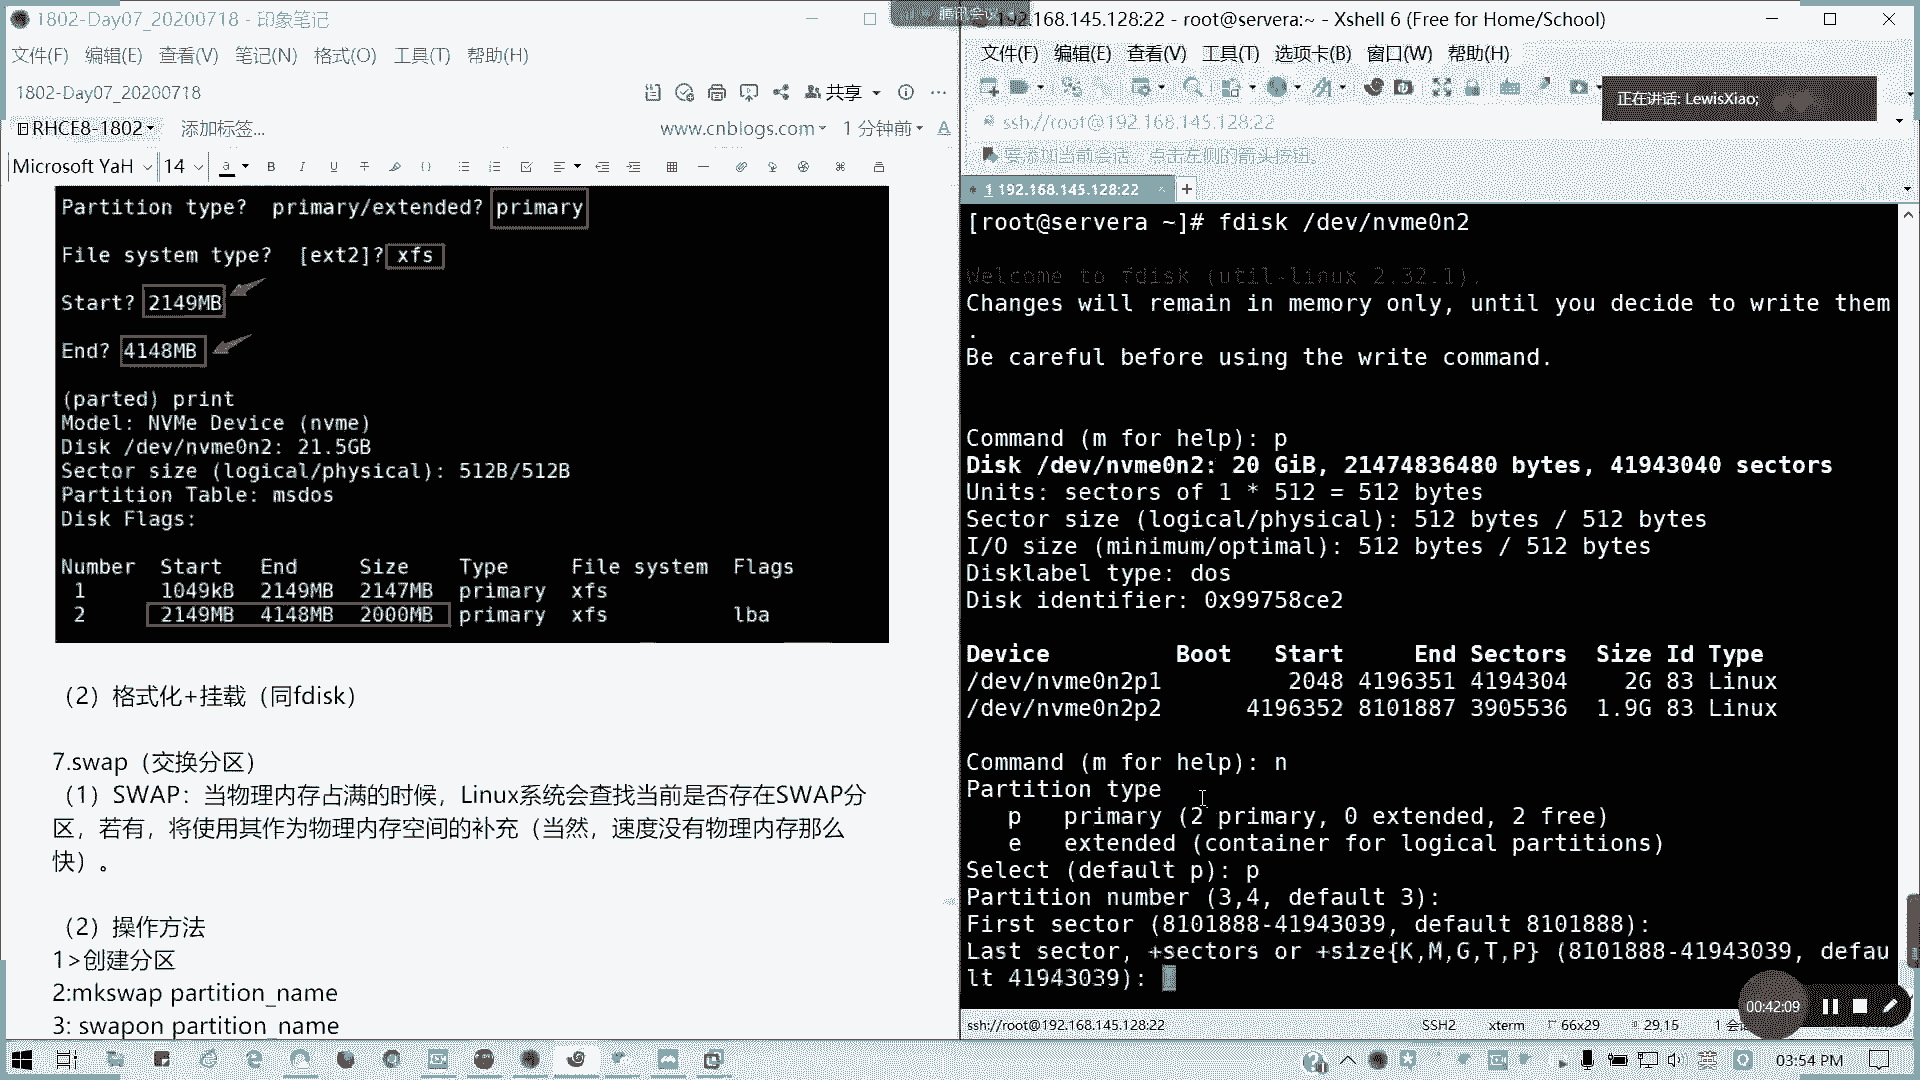 1802-Day07_20200718 - 印象笔记
文件(F) 编辑(E) 查看(V) 笔记(N) 格式(O) 工具(T) 帮助(H)
1802-Day07_20200718
共享
RHCE8-1802 添加标签...
www.cnblogs.com 1 分钟前
Microsoft YaH 14
Partition type? primary/extended? primary
File system type? [ext2]? xfs
Start? 2149MB
End? 4148MB
(parted) print
Model: NVMe Device (nvme)
Disk /dev/nvme0n2: 21.5GB
Sector size (logical/physical): 512B/512B
Partition Table: msdos
Disk Flags:
Number Start End Size Type File system Flags
1 1049kB 2149MB 2147MB primary xfs
2 2149MB 4148MB 2000MB primary xfs lba
（2）格式化+挂载（同fdisk）
7.swap（交换分区）
（1）SWAP：当物理内存占满的时候，Linux系统会查找当前是否存在SWAP分
区，若有，将使用其作为物理内存空间的补充（当然，速度没有物理内存那么
快）。
（2）操作方法
1>创建分区
2:mkswap partition_name
3: swapon partition_name
腾讯会议
192.168.145.128:22 - root@servera:~ - Xshell 6 (Free for Home/School)
文件(F) 编辑(E) 查看(V) 工具(T) 选项卡(B) 窗口(W) 帮助(H)
正在讲话: LewisXiao;
ssh://root@192.168.145.128:22
要添加当前会话，点击左侧的箭头按钮。
1 192.168.145.128:22
[root@servera ~]# fdisk /dev/nvme0n2
Welcome to fdisk (util-linux 2.32.1).
Changes will remain in memory only, until you decide to write them
.
Be careful before using the write command.
Command (m for help): p
Disk /dev/nvme0n2: 20 GiB, 21474836480 bytes, 41943040 sectors
Units: sectors of 1 * 512 = 512 bytes
Sector size (logical/physical): 512 bytes / 512 bytes
I/O size (minimum/optimal): 512 bytes / 512 bytes
Disklabel type: dos
Disk identifier: 0x99758ce2
Device Boot Start End Sectors Size Id Type
/dev/nvme0n2p1 2048 4196351 4194304 2G 83 Linux
/dev/nvme0n2p2 4196352 8101887 3905536 1.9G 83 Linux
Command (m for help): n
Partition type
p primary (2 primary, 0 extended, 2 free)
e extended (container for logical partitions)
Select (default p): p
Partition number (3,4, default 3):
First sector (8101888-41943039, default 8101888):
Last sector, +sectors or +size{K,M,G,T,P} (8101888-41943039, defau
lt 41943039):
00:42:09
ssh://root@192.168.145.128:22 SSH2 xterm 66x29 29,15 1 会
英 03:54 PM